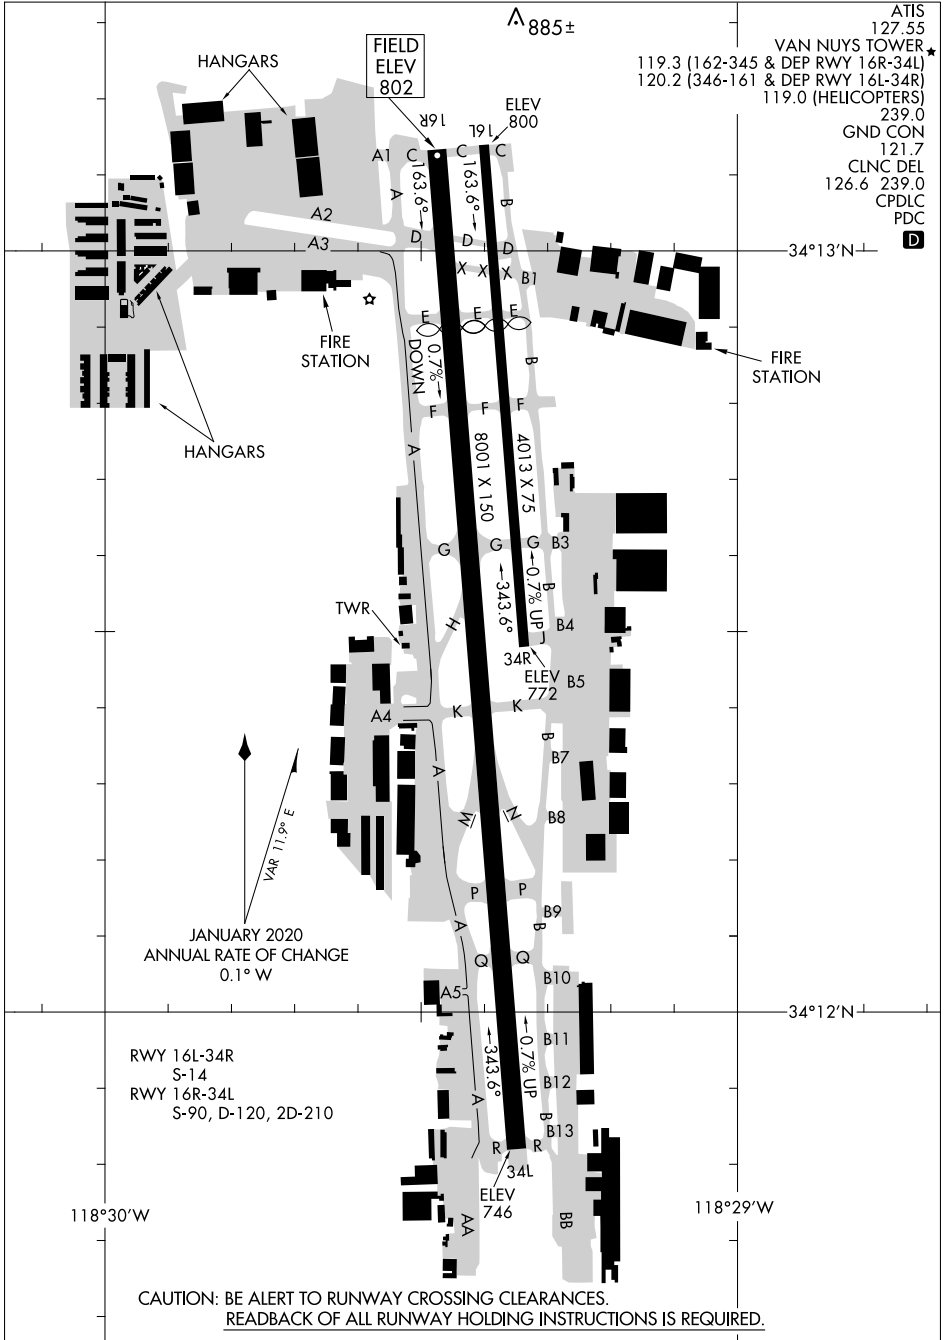 885±
ATIS
127.55
VAN NUYS TOWER
119.3 (162-345 & DEP RWY 16R-34L)
120.2 (346-161 & DEP RWY 16L-34R)
119.0 (HELICOPTERS)
239.0
GND CON
121.7
CLNC DEL
126.6 239.0
CPDLC
PDC
D
HANGARS
FIELD
ELEV
802
16R
ELEV
800
16L
A1 C C C
163.6°
163.6°
A
B
A2
A3
D D D
34°13'N
X X X
B1
E E E
FIRE
STATION
FIRE
STATION
0.7%
DOWN
B
F F F
HANGARS
A
8001 X 150
4013 X 75
G G G B3
343.6°
0.7% UP
B
TWR
H
B4
34R
ELEV
772
B5
A4
K K
B
B7
A
VAR 11.9° E
M
N
B8
P P
A
B9
B
JANUARY 2020
ANNUAL RATE OF CHANGE
0.1° W
Q Q
B10
A5
34°12'N
343.6°
0.7% UP
B11
RWY 16L-34R
S-14
RWY 16R-34L
S-90, D-120, 2D-210
B12
A
B
B13
R R
34L
ELEV
746
AA
BB
118°30'W
118°29'W
CAUTION: BE ALERT TO RUNWAY CROSSING CLEARANCES.
READBACK OF ALL RUNWAY HOLDING INSTRUCTIONS IS REQUIRED.